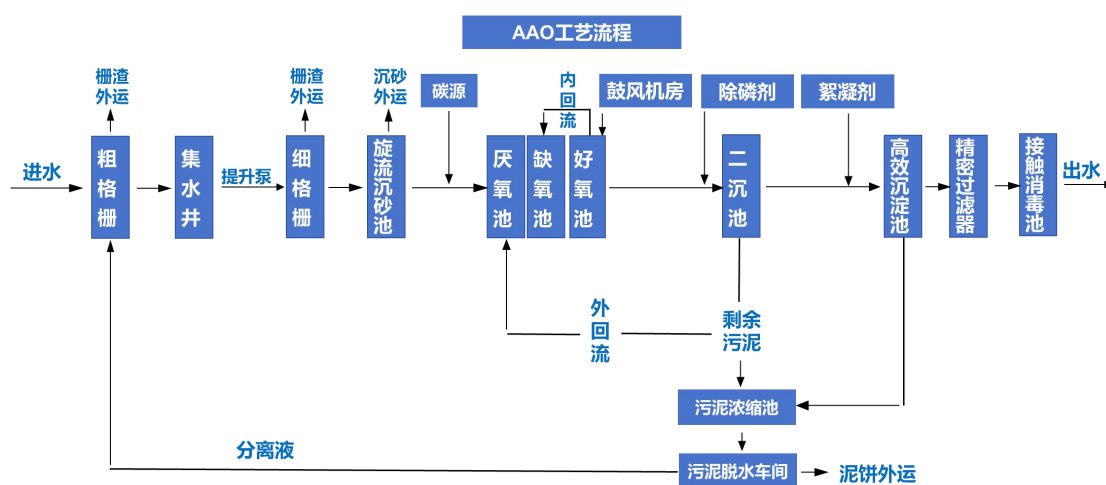 AAO工艺流程
栅渣
外运
栅渣
外运
沉砂
外运
碳源
内
回
流
鼓风机房
除磷剂
絮凝剂
进水
粗格栅
集水井
提升泵
细格栅
旋流沉砂池
厌氧池
缺氧池
好氧池
二沉池
高效沉淀池
精密过滤器
接触消毒池
出水
外
回
流
剩余
污泥
污泥浓缩池
分离液
污泥脱水车间
泥饼外运